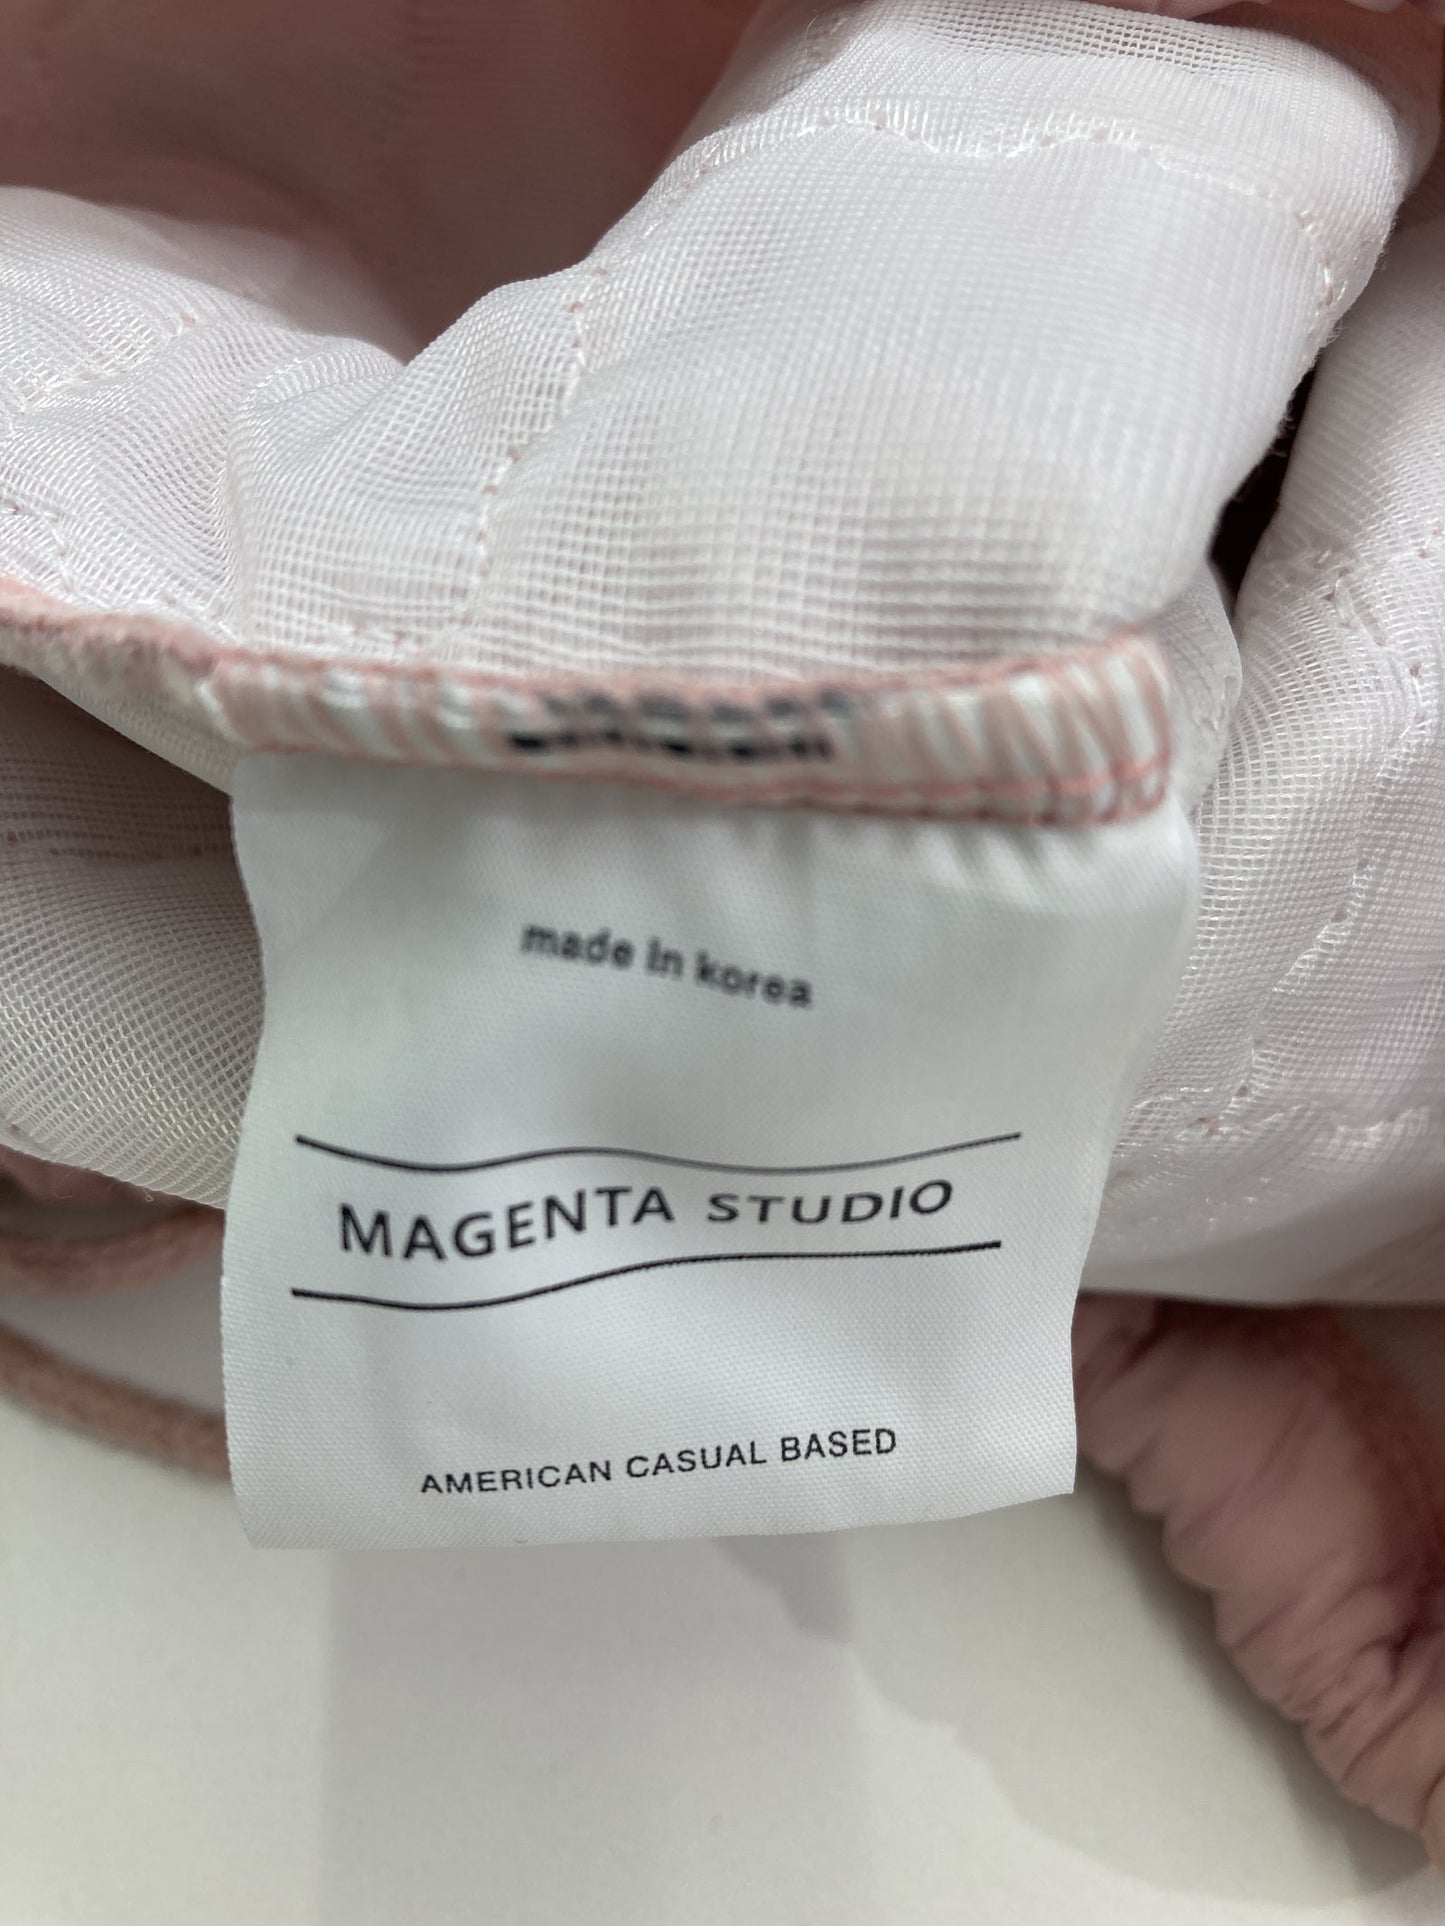 made in korea
MAGENTA STUDIO
AMERICAN CASUAL BASED